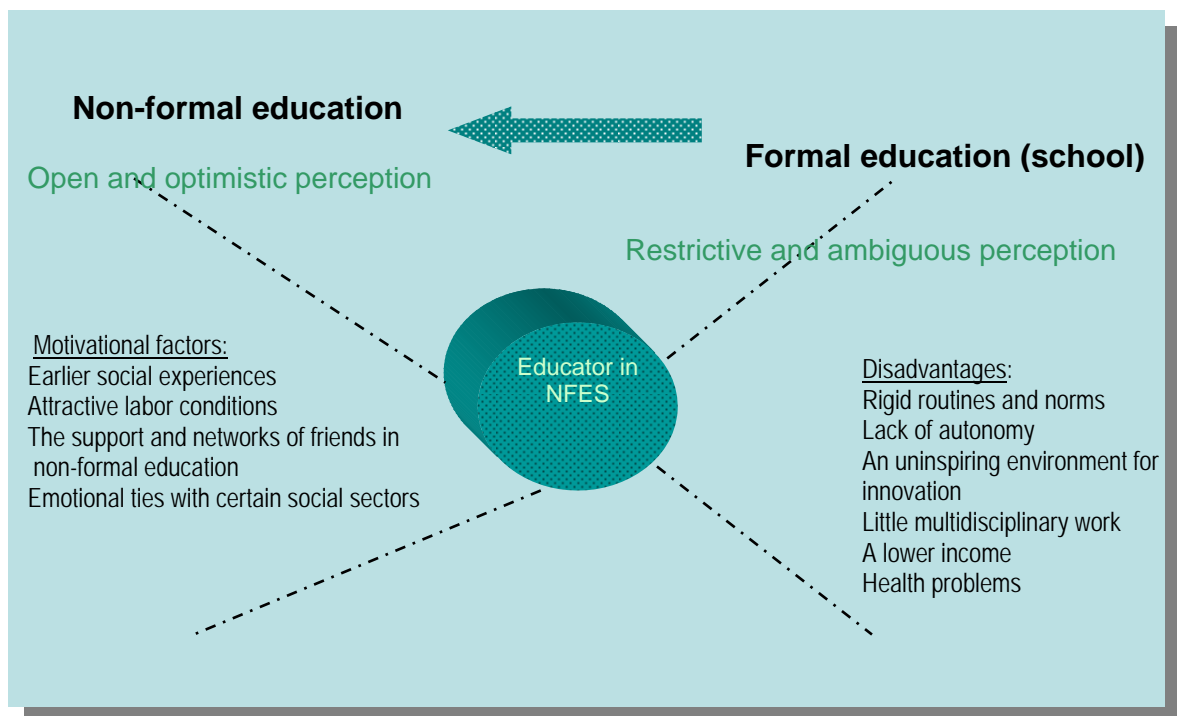 Non-formal education
Open and optimistic perception
Formal education (school)
Restrictive and ambiguous perception
Educator in
NFES
Motivational factors:
Earlier social experiences
Attractive labor conditions
The support and networks of friends in
non-formal education
Emotional ties with certain social sectors
Disadvantages:
Rigid routines and norms
Lack of autonomy
An uninspiring environment for
innovation
Little multidisciplinary work
A lower income
Health problems